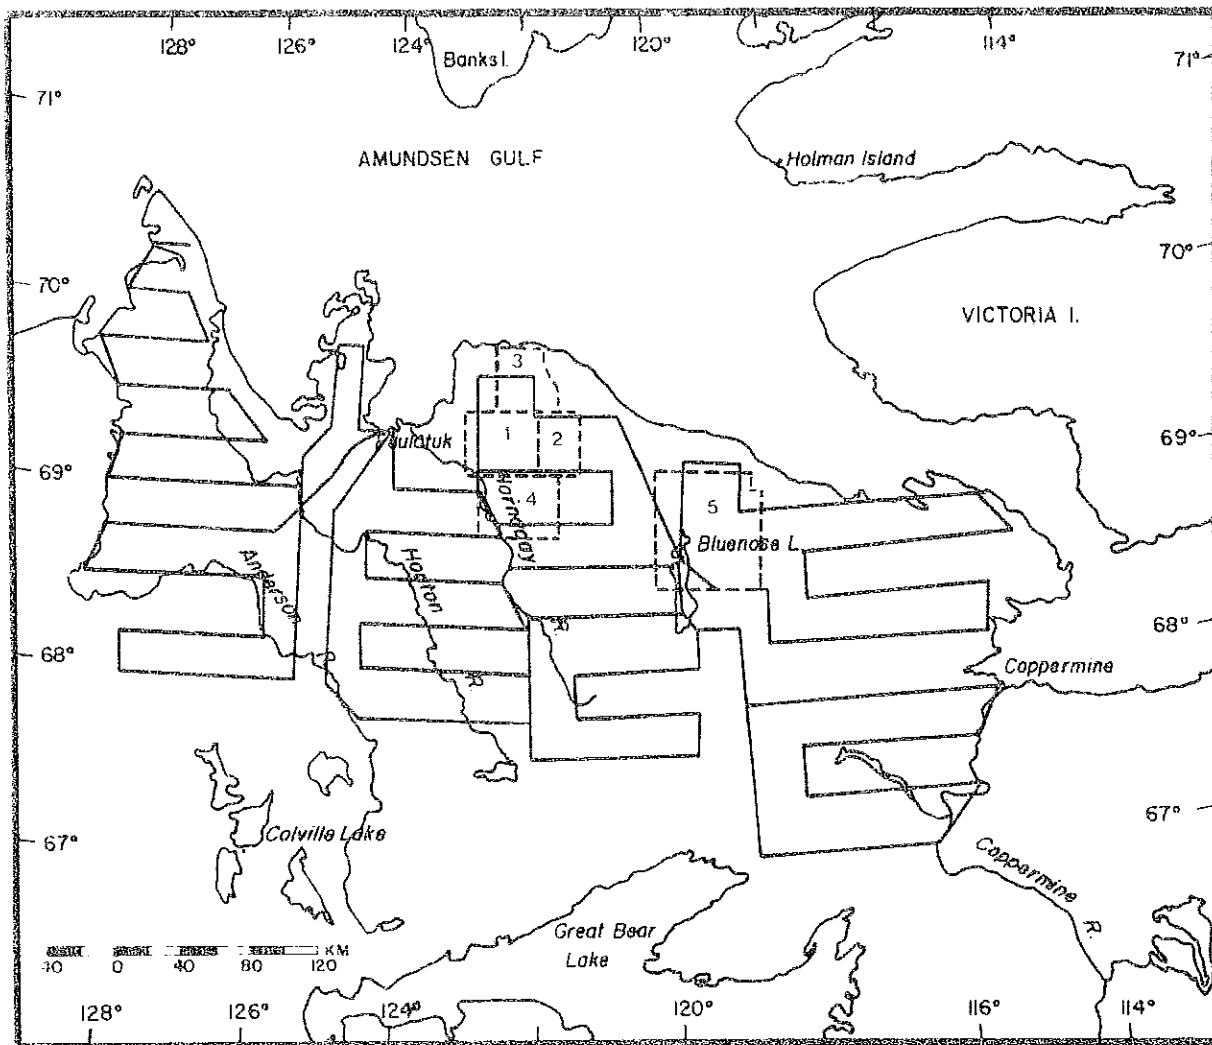 128° 126° 124° 120° 114°
Banks I.
71°
71°
AMUNDSEN GULF
Holman Island
70°
70°
VICTORIA I.
3
1 2
69°
69°
4
5
Hornaday
Bluenose L.
Anderson
Horton
R.
68°
68°
R
Coppermine
67°
67°
Colville Lake
Coppermine R.
Great Bear
Lake
KM
40 0 40 80 120
128° 126° 124° 120° 116° 114°